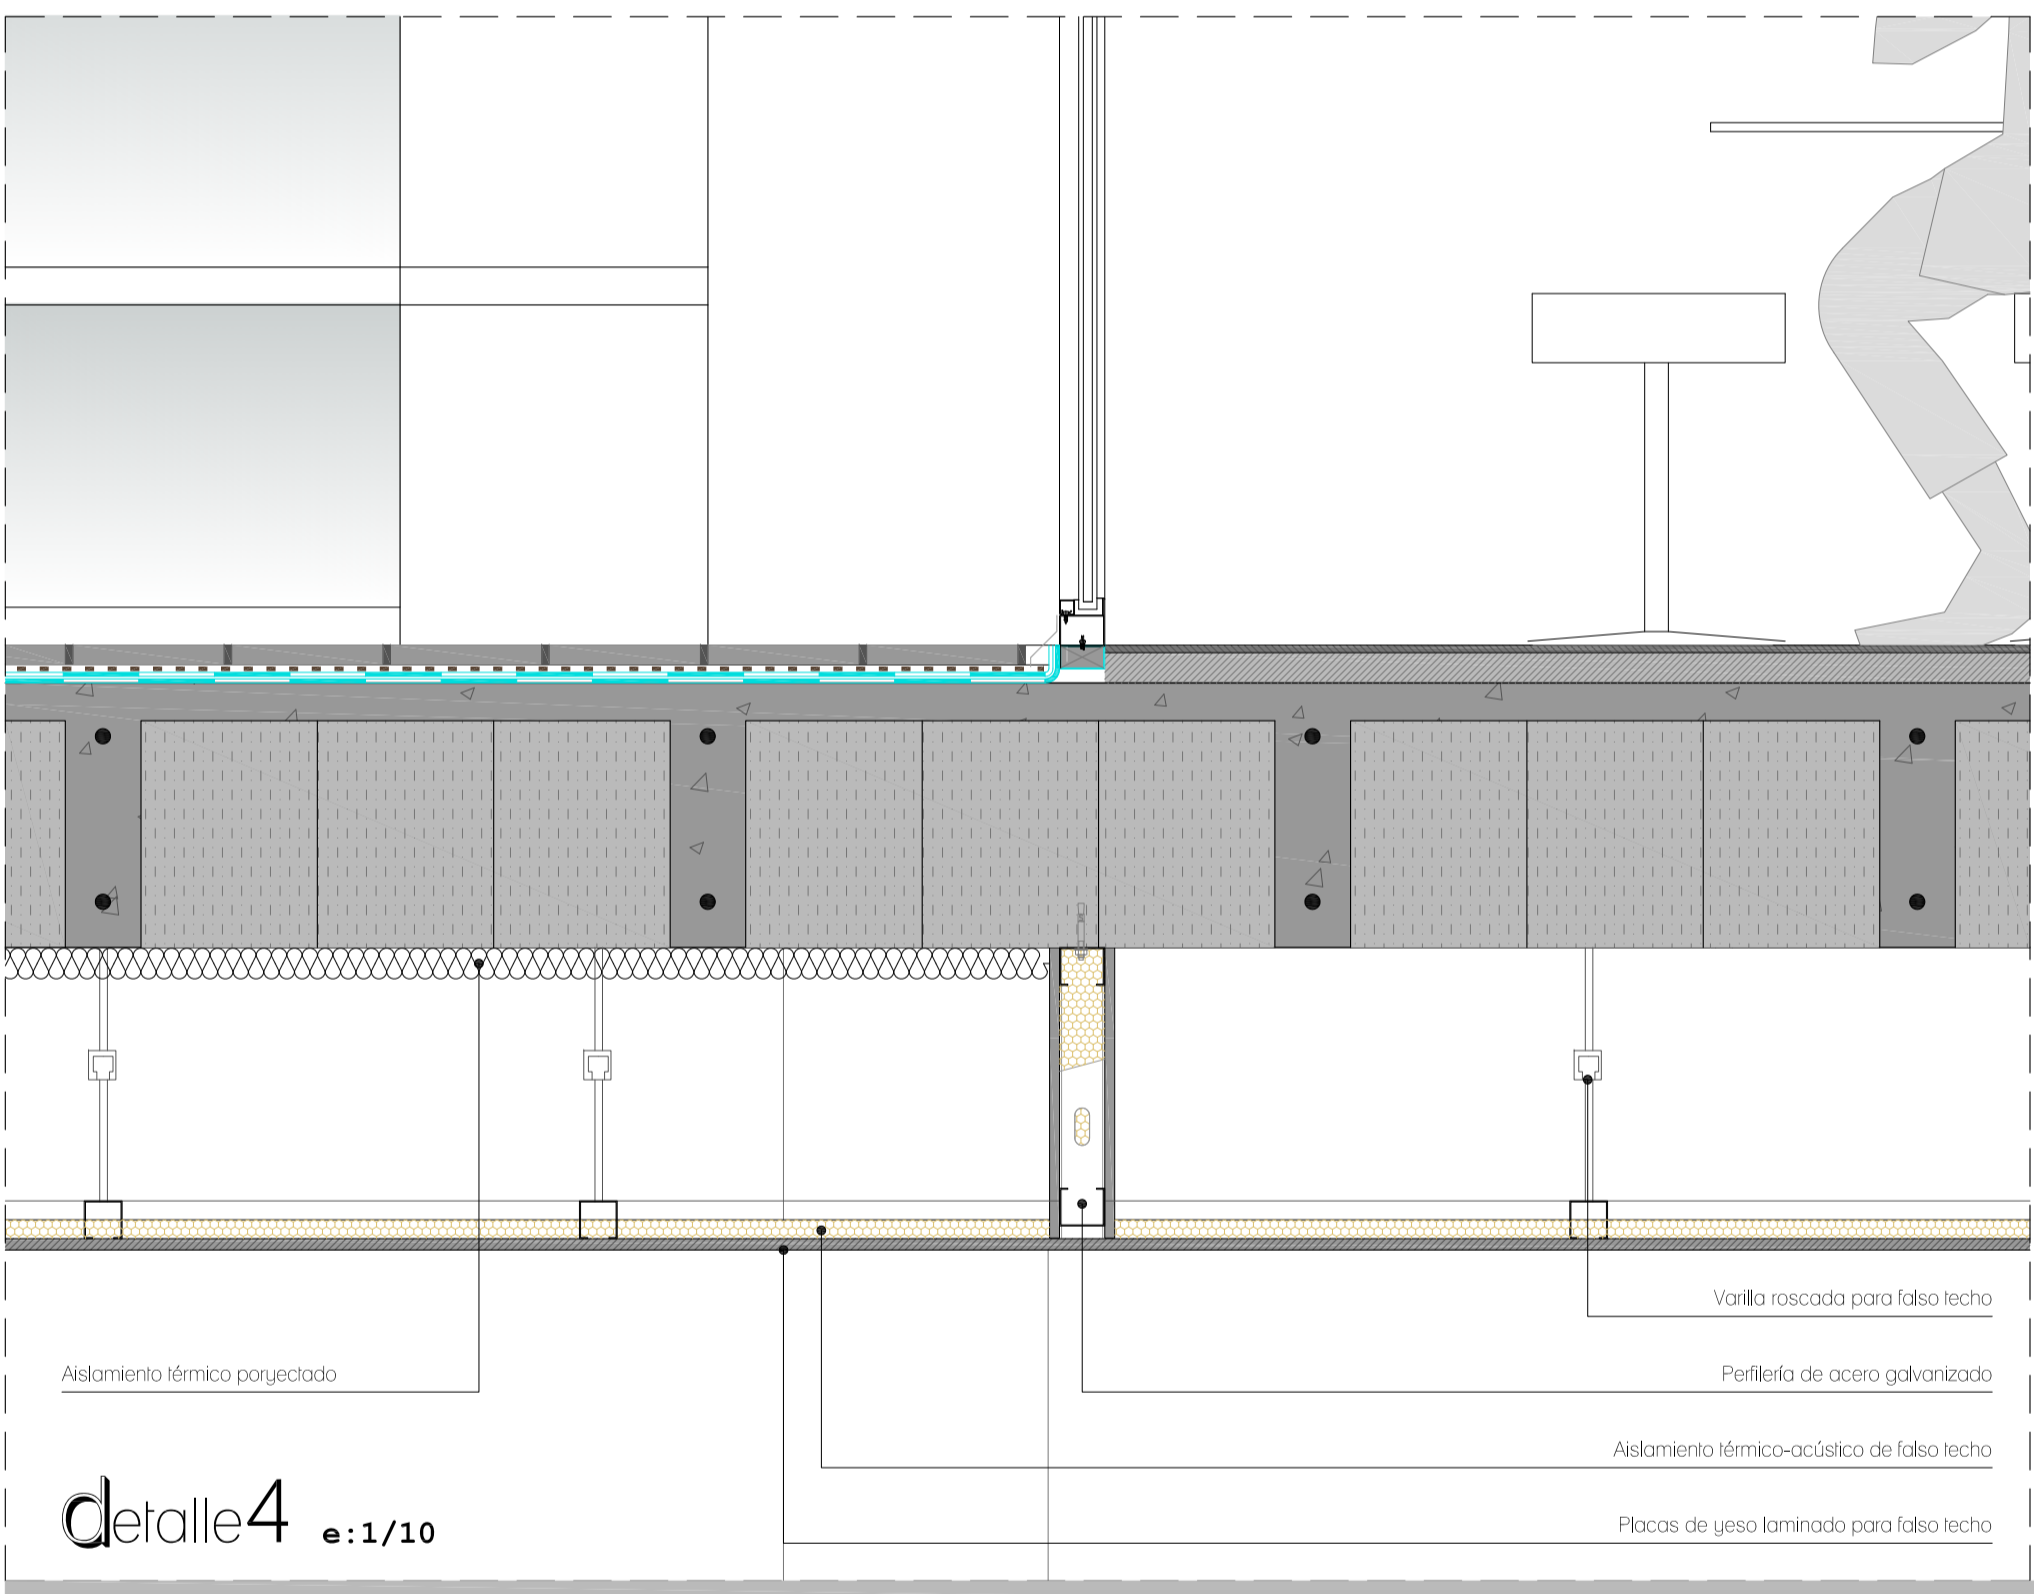 Varilla roscada para falso techo
Aislamiento térmico poryectado
Perfilería de acero galvanizado
Aislamiento térmico-acústico de falso techo
detalle4 e:1/10
Placas de yeso laminado para falso techo